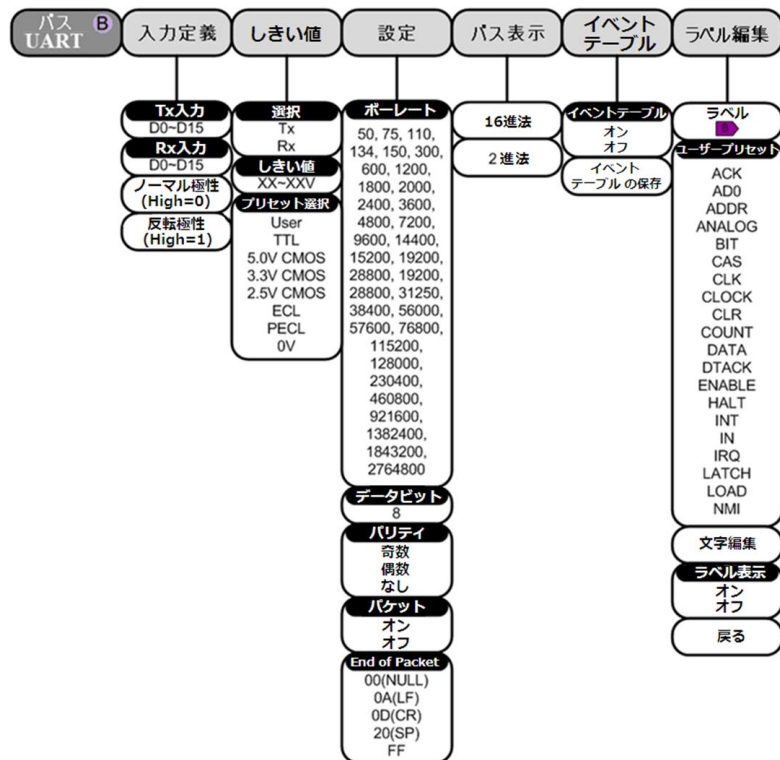 バス
UART
B
入力定義
しきい値
設定
バス表示
イベント
テーブル
ラベル編集
Tx入力
D0~D15
Rx入力
D0~D15
ノーマル極性
(High=0)
反転極性
(High=1)
選択
Tx
Rx
しきい値
XX~XXV
プリセット選択
User
TTL
5.0V CMOS
3.3V CMOS
2.5V CMOS
ECL
PECL
0V
ボーレート
50, 75, 110,
134, 150, 300,
600, 1200,
1800, 2000,
2400, 3600,
4800, 7200,
9600, 14400,
15200, 19200,
28800, 19200,
28800, 31250,
38400, 56000,
57600, 76800,
115200,
128000,
230400,
460800,
921600,
1382400,
1843200,
2764800
データビット
8
パリティ
奇数
偶数
なし
パケット
オン
オフ
End of Packet
00(NULL)
0A(LF)
0D(CR)
20(SP)
FF
16進法
2進法
イベントテーブル
オン
オフ
イベント
テーブル の保存
ラベル
B
ユーザープリセット
ACK
AD0
ADDR
ANALOG
BIT
CAS
CLK
CLOCK
CLR
COUNT
DATA
DTACK
ENABLE
HALT
INT
IN
IRQ
LATCH
LOAD
NMI
文字編集
ラベル表示
オン
オフ
戻る